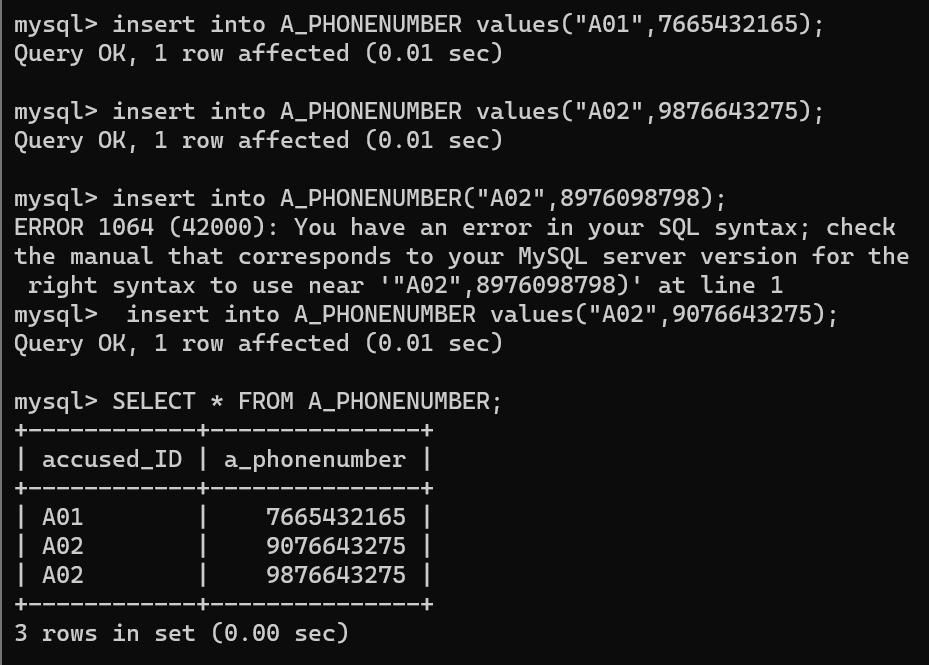 mysql> insert into A_PHONENUMBER values("A01",7665432165);
Query OK, 1 row affected (0.01 sec)
mysql> insert into A_PHONENUMBER values("A02",9876643275);
Query OK, 1 row affected (0.01 sec)
mysql> insert into A_PHONENUMBER("A02",8976098798);
ERROR 1064 (42000): You have an error in your SQL syntax; check
the manual that corresponds to your MySQL server version for the
 right syntax to use near '"A02",8976098798)' at line 1
mysql>  insert into A_PHONENUMBER values("A02",9076643275);
Query OK, 1 row affected (0.01 sec)
mysql> SELECT * FROM A_PHONENUMBER;
+------------+---------------+
| accused_ID | a_phonenumber |
+------------+---------------+
| A01        |    7665432165 |
| A02        |    9076643275 |
| A02        |    9876643275 |
+------------+---------------+
3 rows in set (0.00 sec)